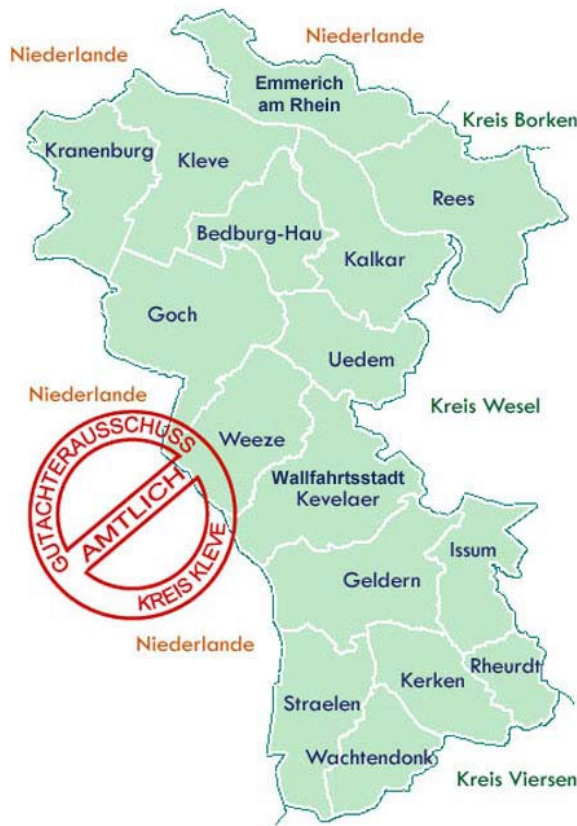 Niederlande
Niederlande
Emmerich
am Rhein
Kreis Borken
Kranenburg
Kleve
Rees
Bedburg-Hau
Kalkar
Goch
Uedem
Niederlande
Kreis Wesel
Weeze
GUTACHTERAUSSCHUSS
AMTLICH
KREIS KLEVE
Wallfahrtsstadt
Kevelaer
Issum
Geldern
Niederlande
Rheurdt
Kerken
Straelen
Wachtendonk
Kreis Viersen